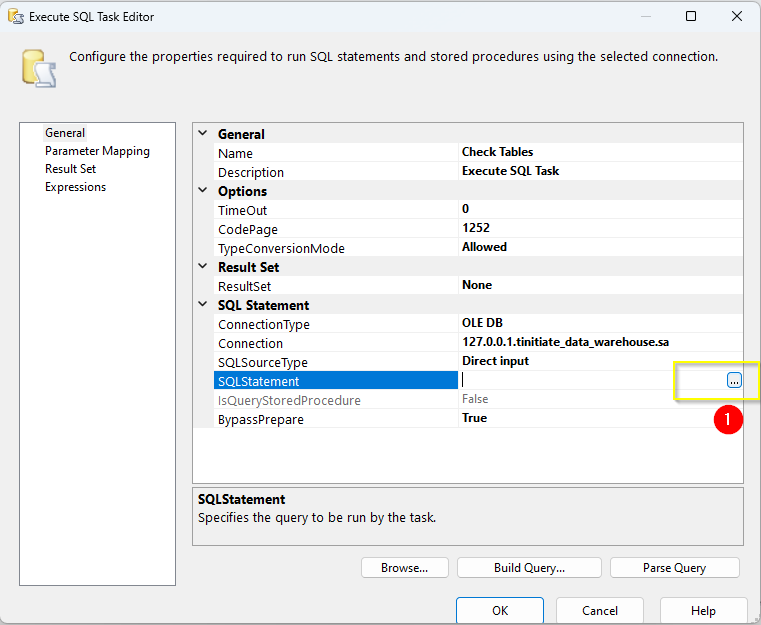 Execute SQL Task Editor
Configure the properties required to run SQL statements and stored procedures using the selected connection.
General
Parameter Mapping
Result Set
Expressions
General
Name Check Tables
Description Execute SQL Task
Options
TimeOut 0
CodePage 1252
TypeConversionMode Allowed
Result Set
ResultSet None
SQL Statement
ConnectionType OLE DB
Connection 127.0.0.1.tinitiate_data_warehouse.sa
SQLSourceType Direct input
SQLStatement ...
IsQueryStoredProcedure False
1
BypassPrepare True
SQLStatement
Specifies the query to be run by the task.
Browse... Build Query... Parse Query
OK Cancel Help